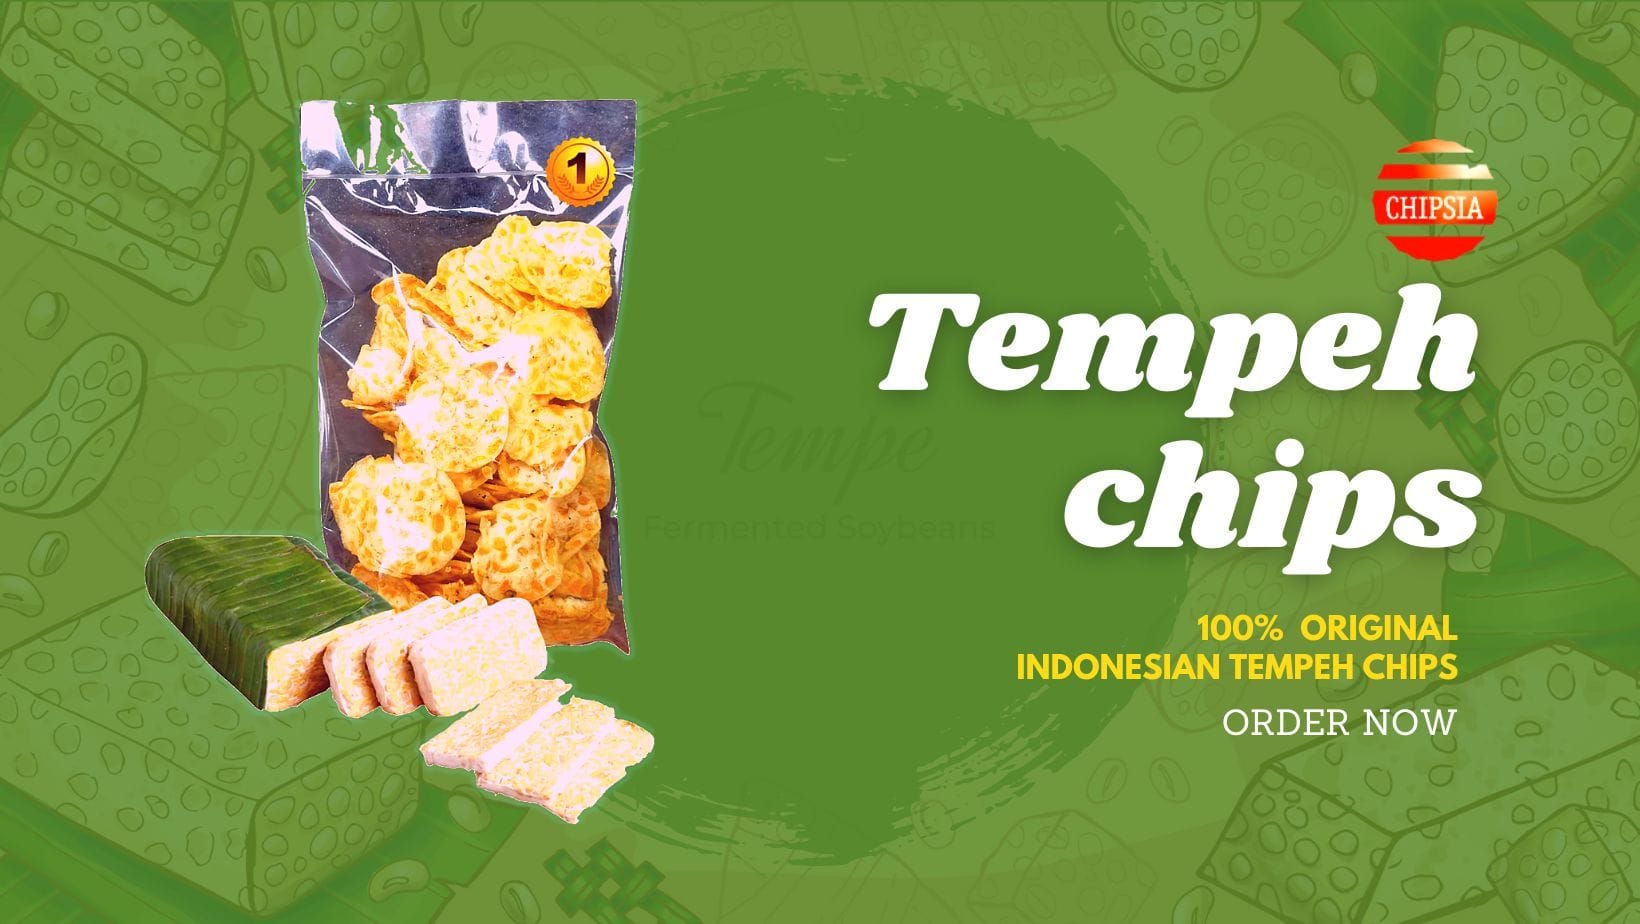 1
CHIPSIA
Tempeh
chips
Tempe
Fermented Soybeans
100% ORIGINAL
INDONESIAN TEMPEH CHIPS
ORDER NOW